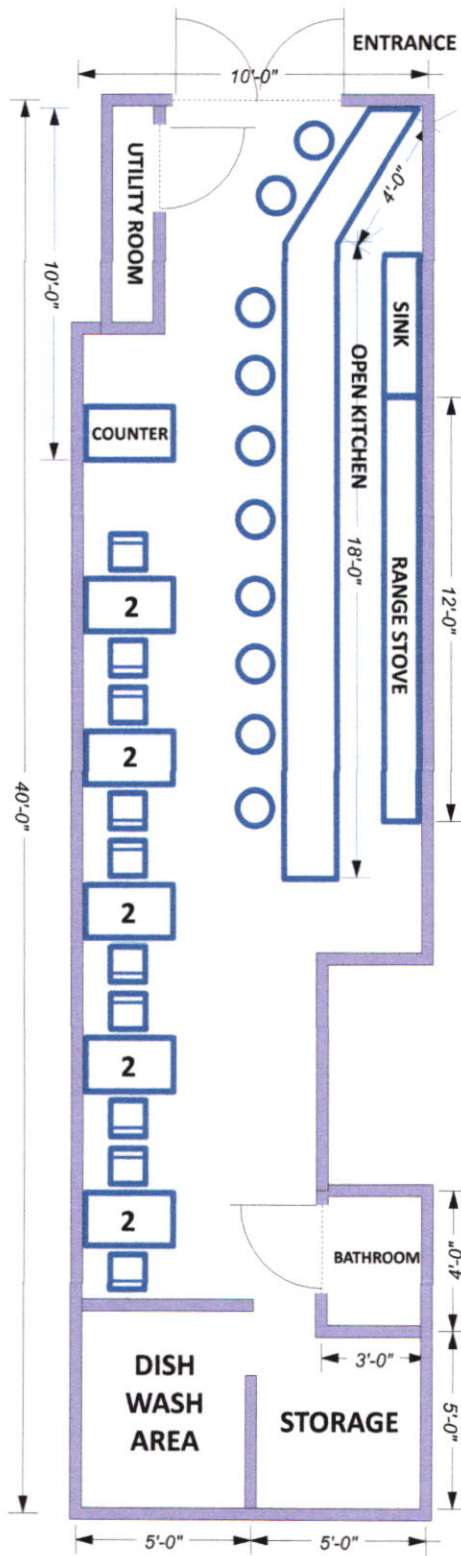 ENTRANCE
10'-0"
UTILITY ROOM
4'-0"
10'-0"
SINK
OPEN KITCHEN
COUNTER
18'-0"
RANGE STOVE
12'-0"
2
2
40'-0"
2
2
2
BATHROOM
4'-0"
3'-0"
DISH
WASH
AREA
STORAGE
5'-0"
5'-0"
5'-0"